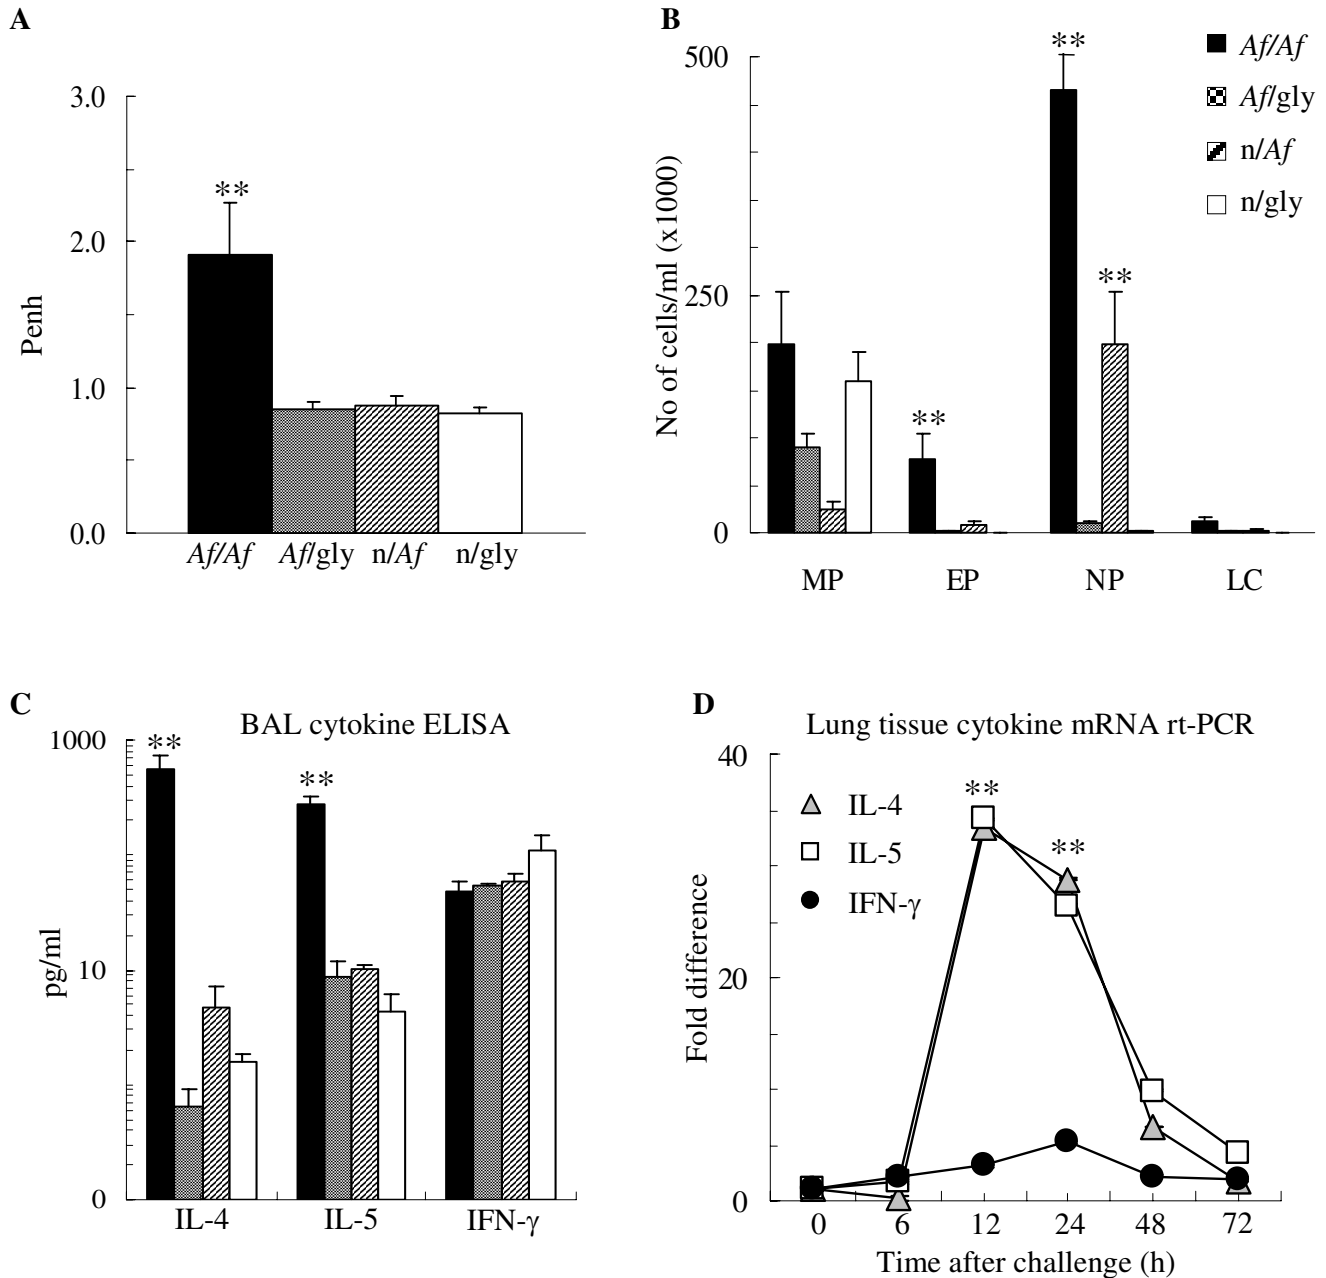 A
3.0
2.0
1.0
0.0
Penh
**
Af/Af Af/gly n/Af n/gly
B
500
250
0
No of cells/ml (x1000)
**
**
**
Af/Af
Af/gly
n/Af
n/gly
MP EP NP LC
C
BAL cytokine ELISA
1000
10
0
pg/ml
**
**
IL-4 IL-5 IFN-γ
D
Lung tissue cytokine mRNA rt-PCR
40
20
0
Fold difference
IL-4
IL-5
IFN-γ
**
**
0 6 12 24 48 72
Time after challenge (h)